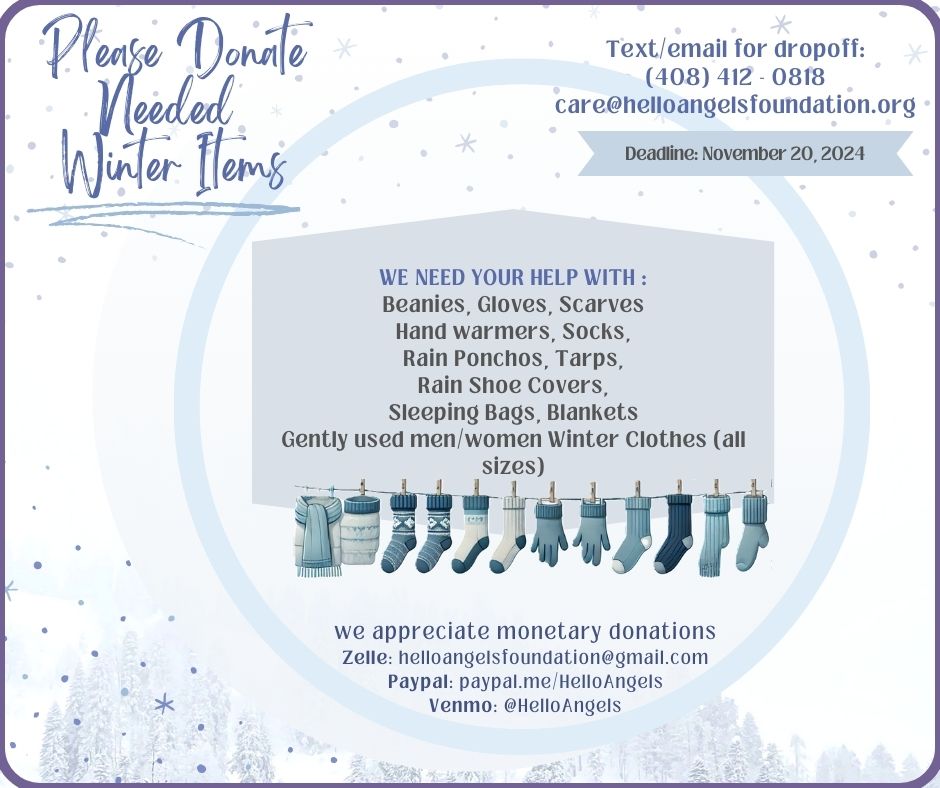 Please Donate
Needed
Winter Items
Text/email for dropoff:
(408) 412 - 0818
care@helloangelsfoundation.org
Deadline: November 20, 2024
WE NEED YOUR HELP WITH :
Beanies, Gloves, Scarves
Hand warmers, Socks,
Rain Ponchos, Tarps,
Rain Shoe Covers,
Sleeping Bags, Blankets
Gently used men/women Winter Clothes (all
sizes)
we appreciate monetary donations
Zelle: helloangelsfoundation@gmail.com
Paypal: paypal.me/HelloAngels
Venmo: @HelloAngels